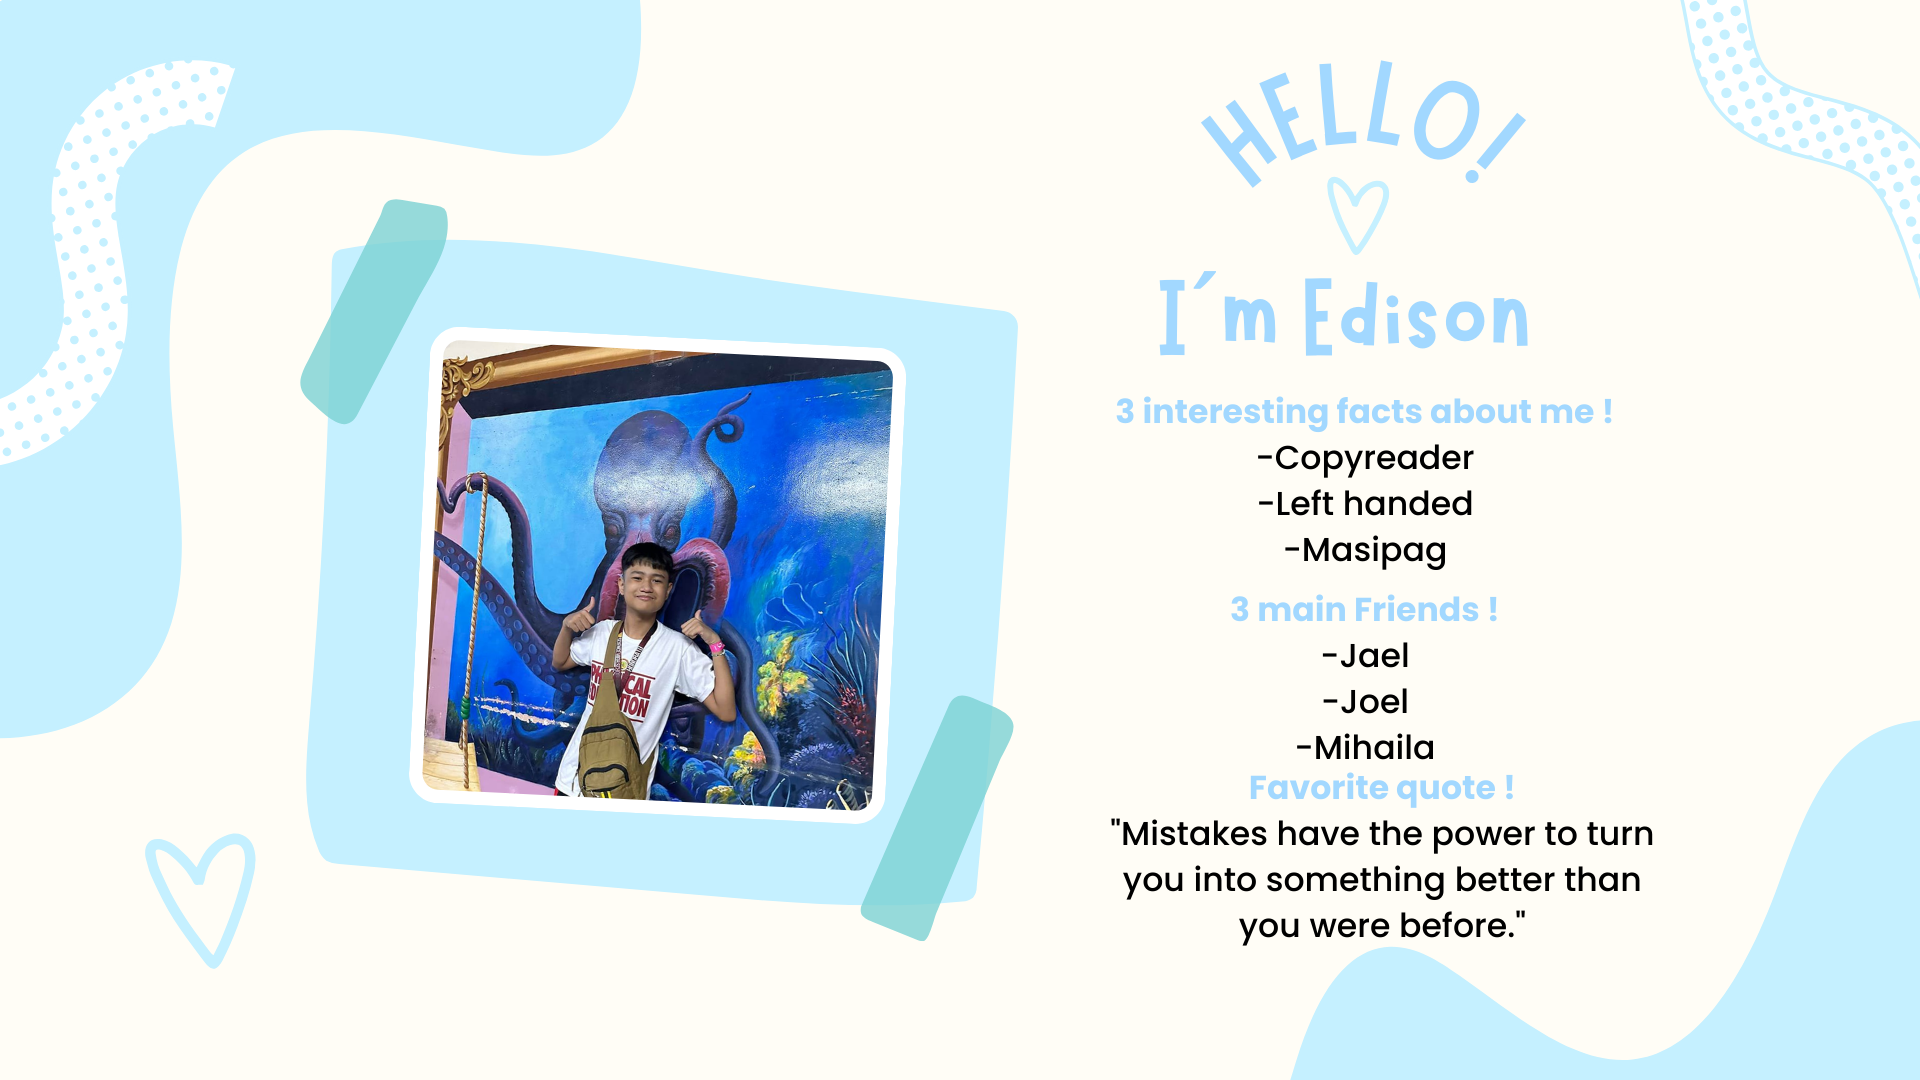 HELLO!
I´m Edison
3 interesting facts about me !
-Copyreader
-Left handed
-Masipag
3 main Friends !
-Jael
-Joel
-Mihaila
Favorite quote !
"Mistakes have the power to turn
you into something better than
you were before."